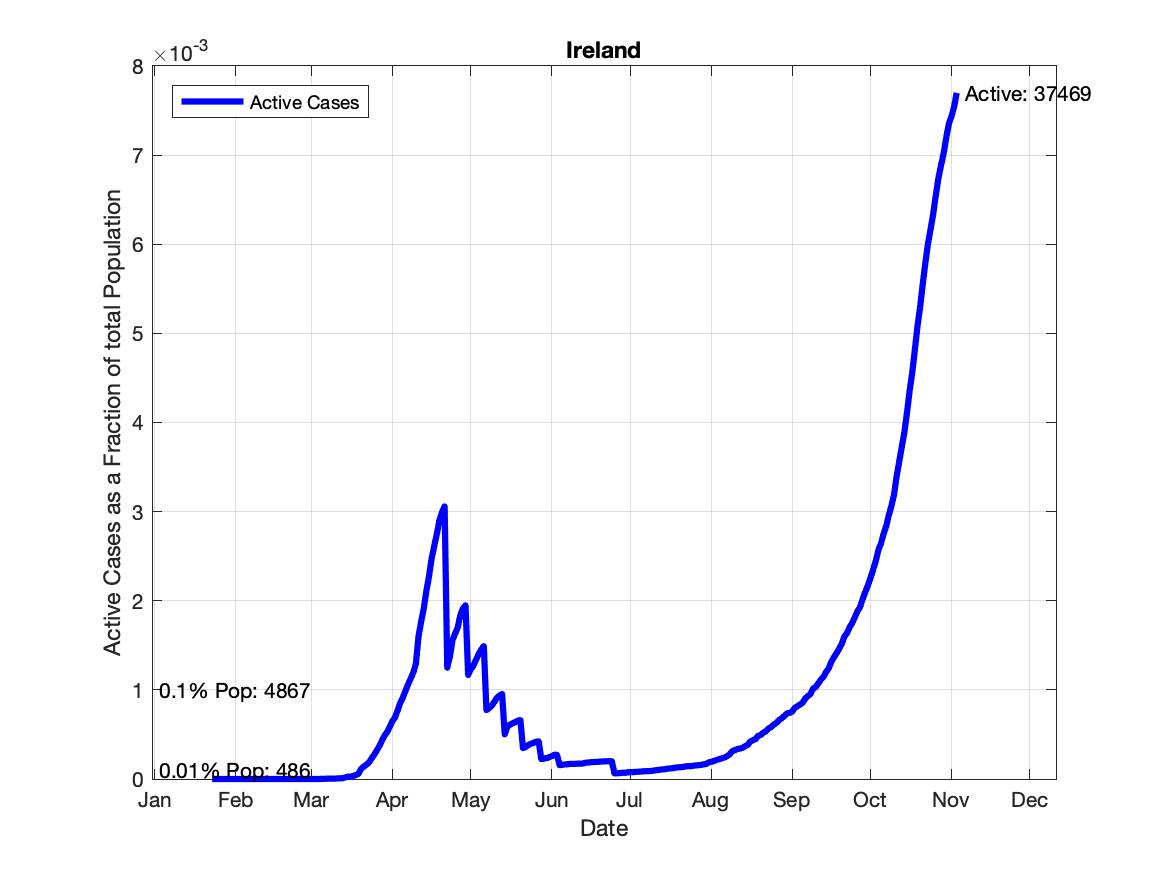 Ireland
×10-3
8
7
6
5
4
3
2
1
0
Active Cases as a Fraction of total Population
Active Cases
Active: 37469
0.1% Pop: 4867
0.01% Pop: 486
Jan Feb Mar Apr May Jun Jul Aug Sep Oct Nov Dec
Date